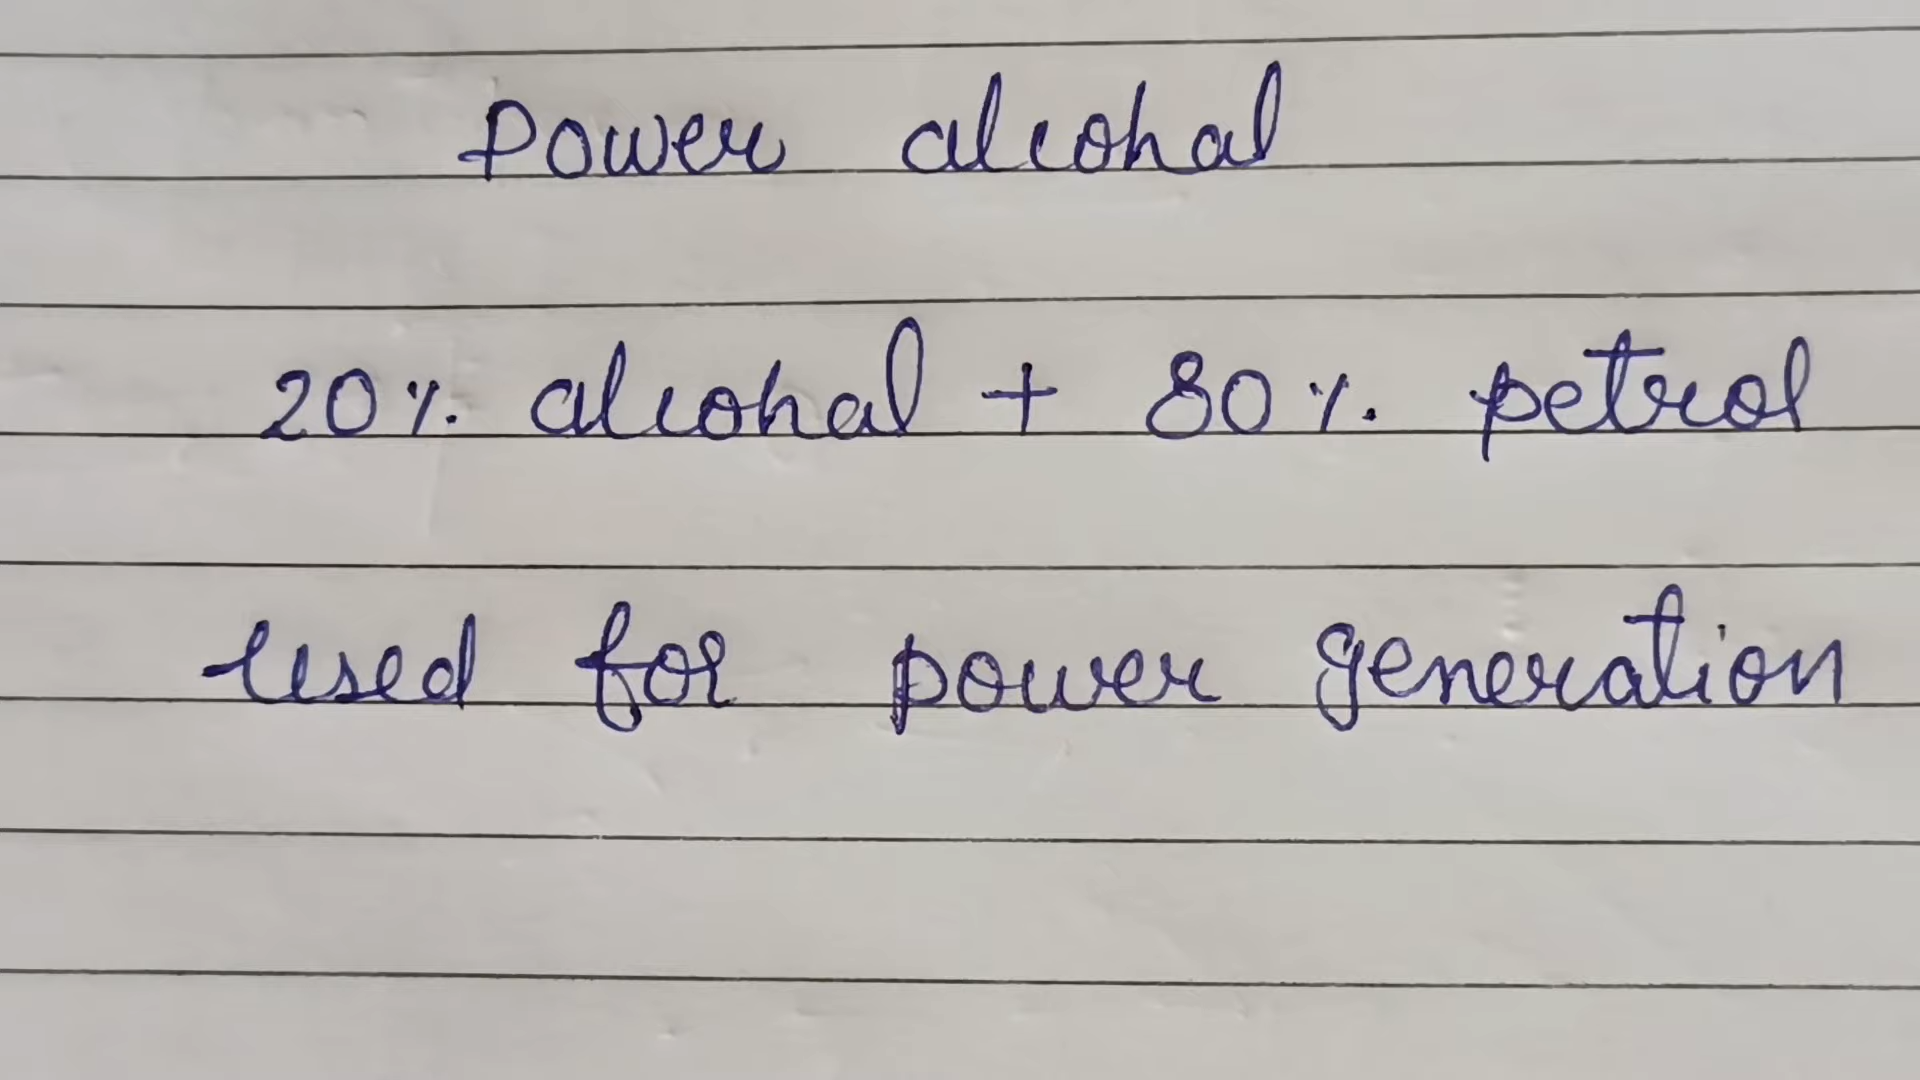 Power alcohal
20% alcohal + 80% petrol
used for power generation